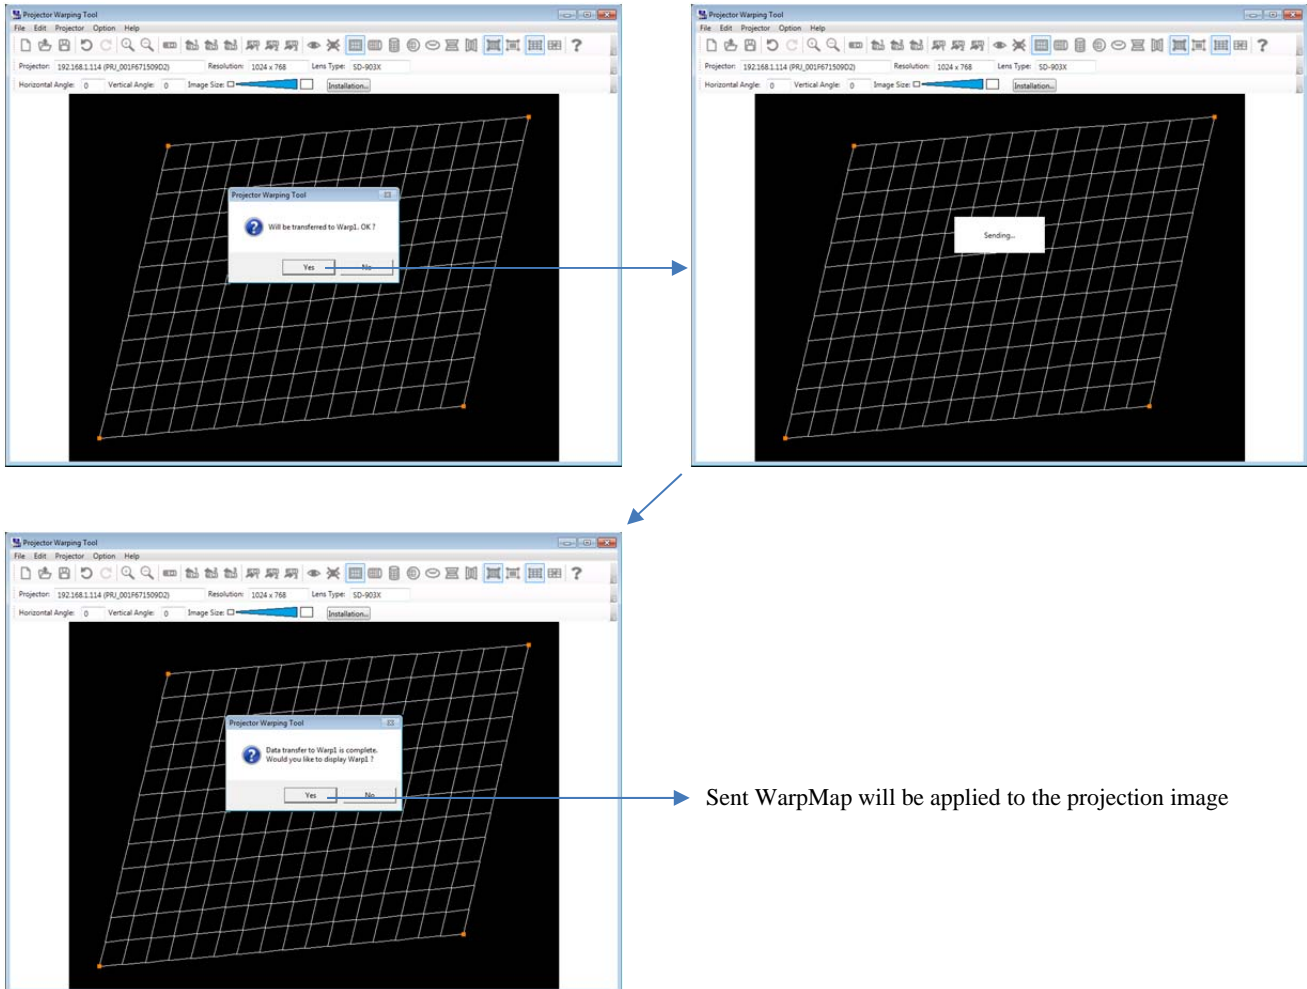 Projector Warping Tool
File Edit Projector Option Help
Projector: 192.168.1.114 (PRJ_001F671509D2) Resolution: 1024 x 768 Lens Type: SD-903X
Horizontal Angle: 0 Vertical Angle: 0 Image Size: Installation...
Projector Warping Tool
Will be transferred to Warp1. OK ?
Yes No
Projector Warping Tool
File Edit Projector Option Help
Projector: 192.168.1.114 (PRJ_001F671509D2) Resolution: 1024 x 768 Lens Type: SD-903X
Horizontal Angle: 0 Vertical Angle: 0 Image Size: Installation...
Sending...
Projector Warping Tool
File Edit Projector Option Help
Projector: 192.168.1.114 (PRJ_001F671509D2) Resolution: 1024 x 768 Lens Type: SD-903X
Horizontal Angle: 0 Vertical Angle: 0 Image Size: Installation...
Projector Warping Tool
Data transfer to Warp1 is complete.
Would you like to display Warp1 ?
Yes No
Sent WarpMap will be applied to the projection image